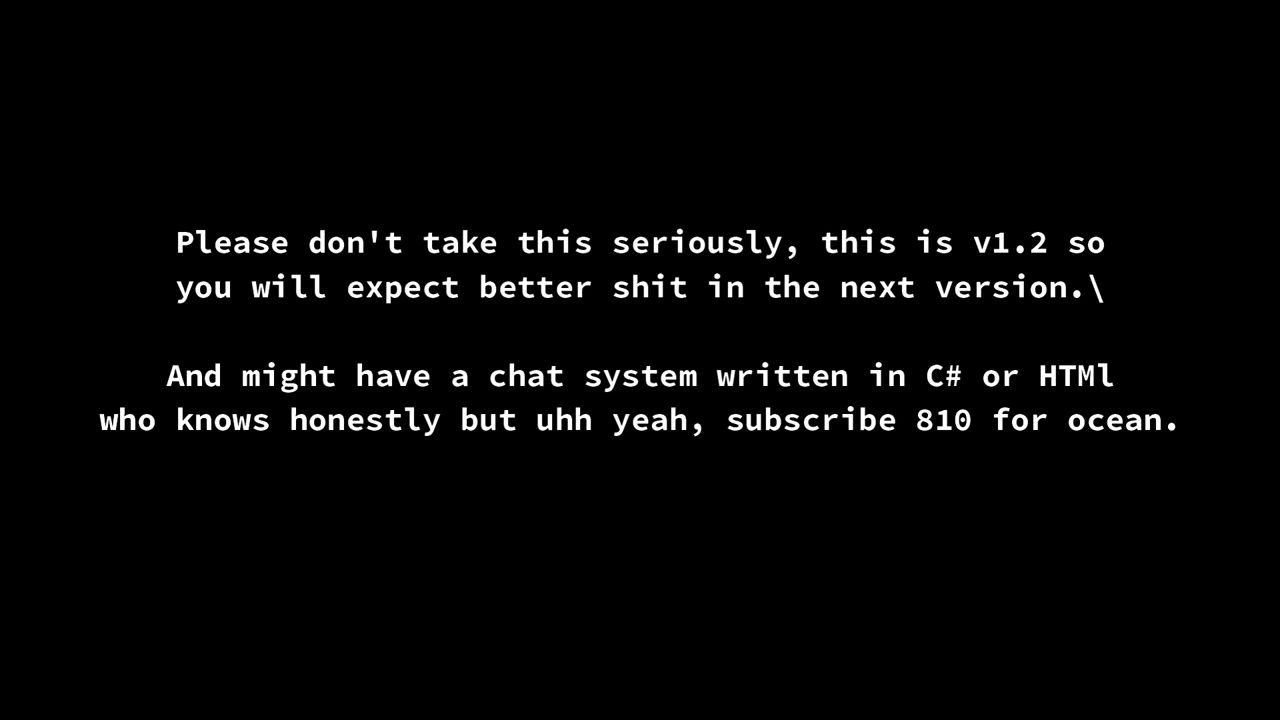 Please don't take this seriously, this is v1.2 so
you will expect better shit in the next version.\
And might have a chat system written in C# or HTMl
who knows honestly but uhh yeah, subscribe 810 for ocean.